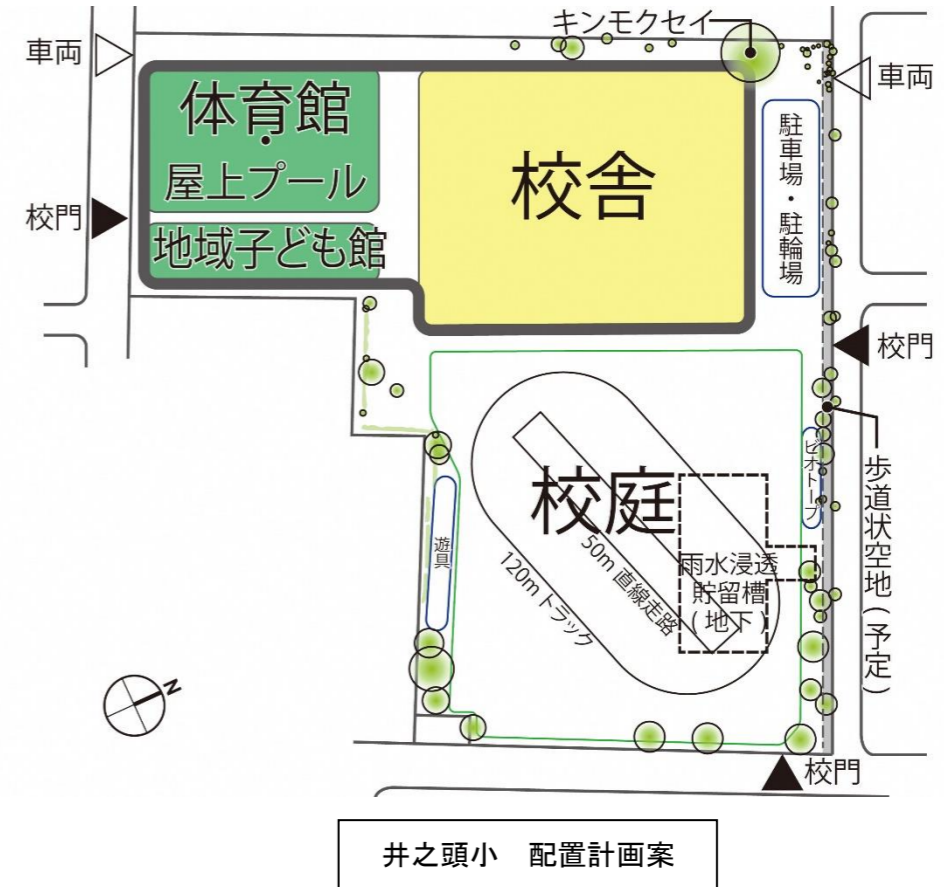 キンモクセイ
車両
車両
体育館
・
屋上プール
校舎
駐車場・駐輪場
校門
地域子ども館
校門
ビオトープ
歩道状空地(予定)
校庭
遊具
50m 直線走路
120m トラック
雨水浸透
貯留槽
(地下)
N
校門
井之頭小 配置計画案